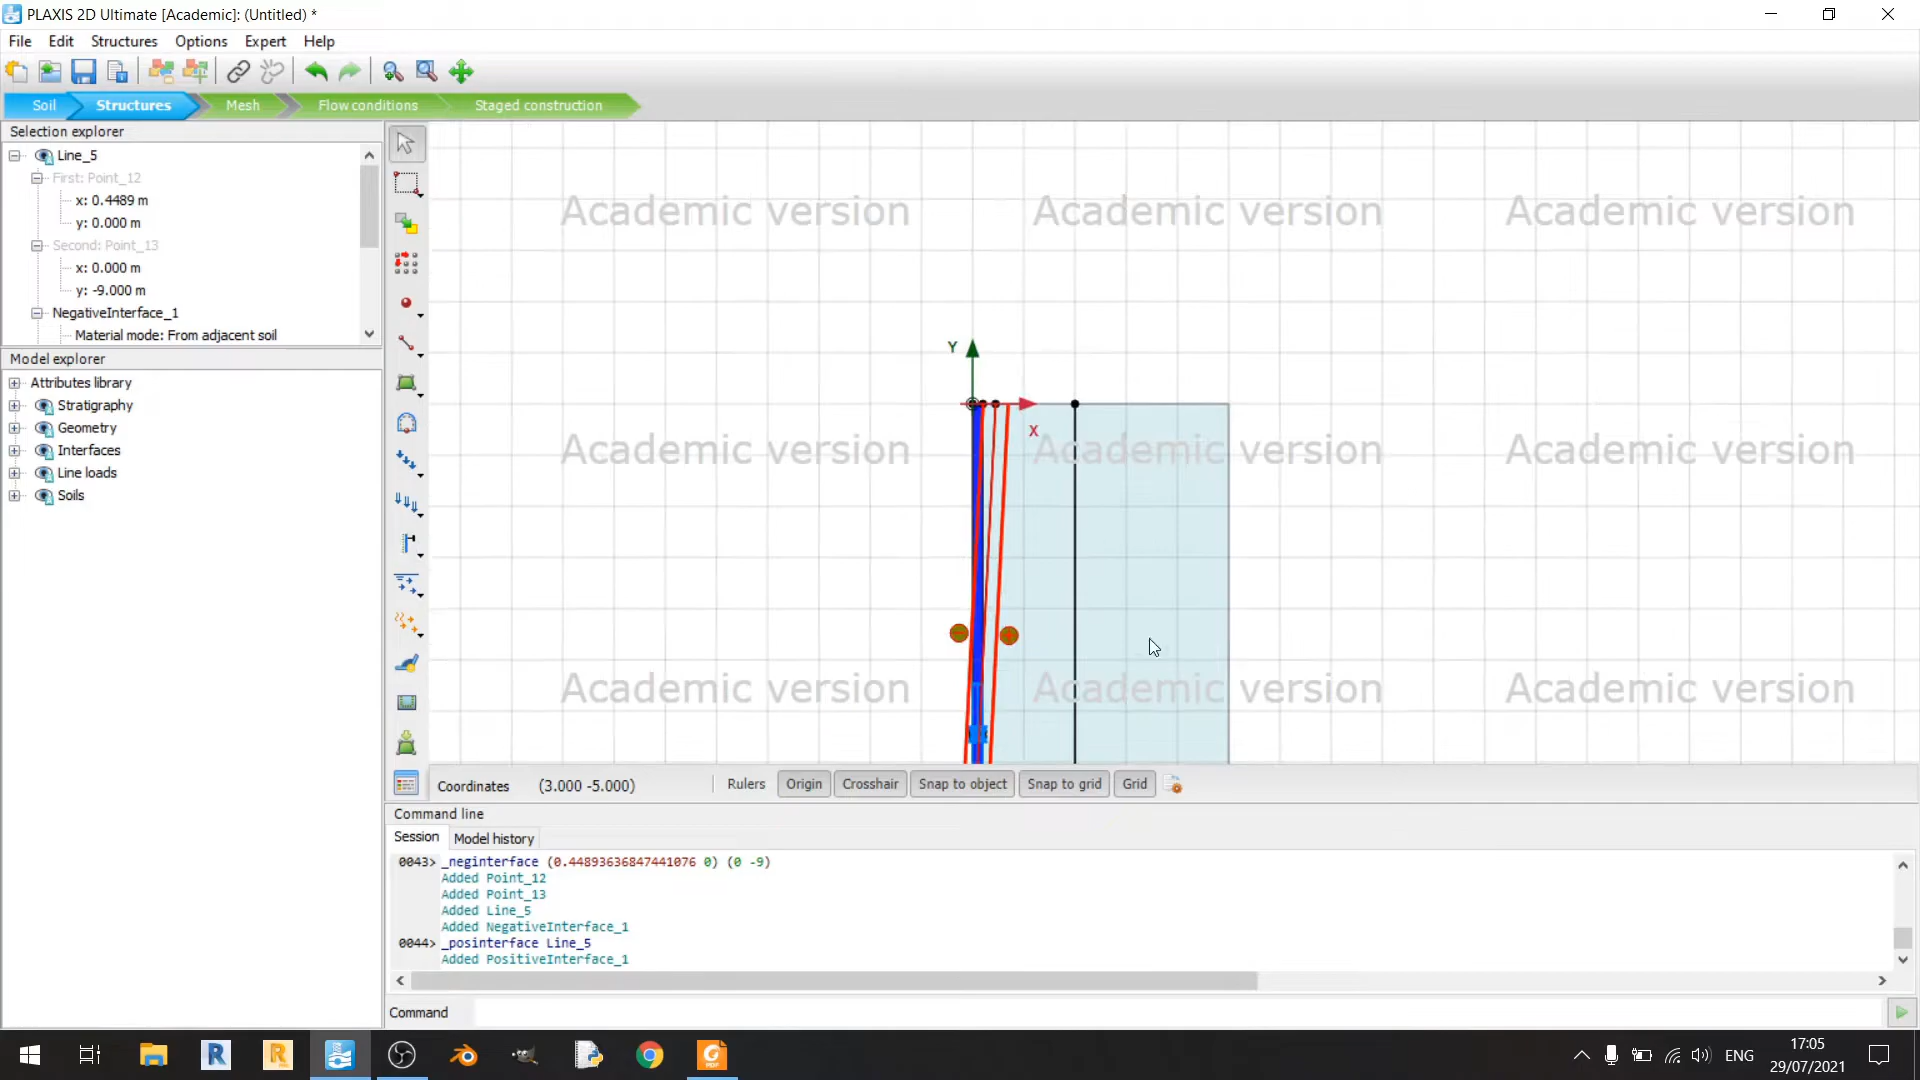 PLAXIS 2D Ultimate [Academic]: (Untitled) *
File Edit Structures Options Expert Help
Soil Structures Mesh Flow conditions Staged construction
Selection explorer
Line_5
First: Point_12
x: 0.4489 m
y: 0.000 m
Second: Point_13
x: 0.000 m
y: -9.000 m
NegativeInterface_1
Material mode: From adjacent soil
Model explorer
Attributes library
Stratigraphy
Geometry
Interfaces
Line loads
Soils
Academic version Academic version Academic version
Y
X
Academic version Academic version Academic version
Academic version Academic version Academic version
Coordinates (3.000 -5.000) Rulers Origin Crosshair Snap to object Snap to grid Grid
Command line
Session Model history
0043> _neginterface (0.44893636847441076 0) (0 -9)
Added Point_12
Added Point_13
Added Line_5
Added NegativeInterface_1
0044> _posinterface Line_5
Added PositiveInterface_1
Command
ENG 17:05
29/07/2021